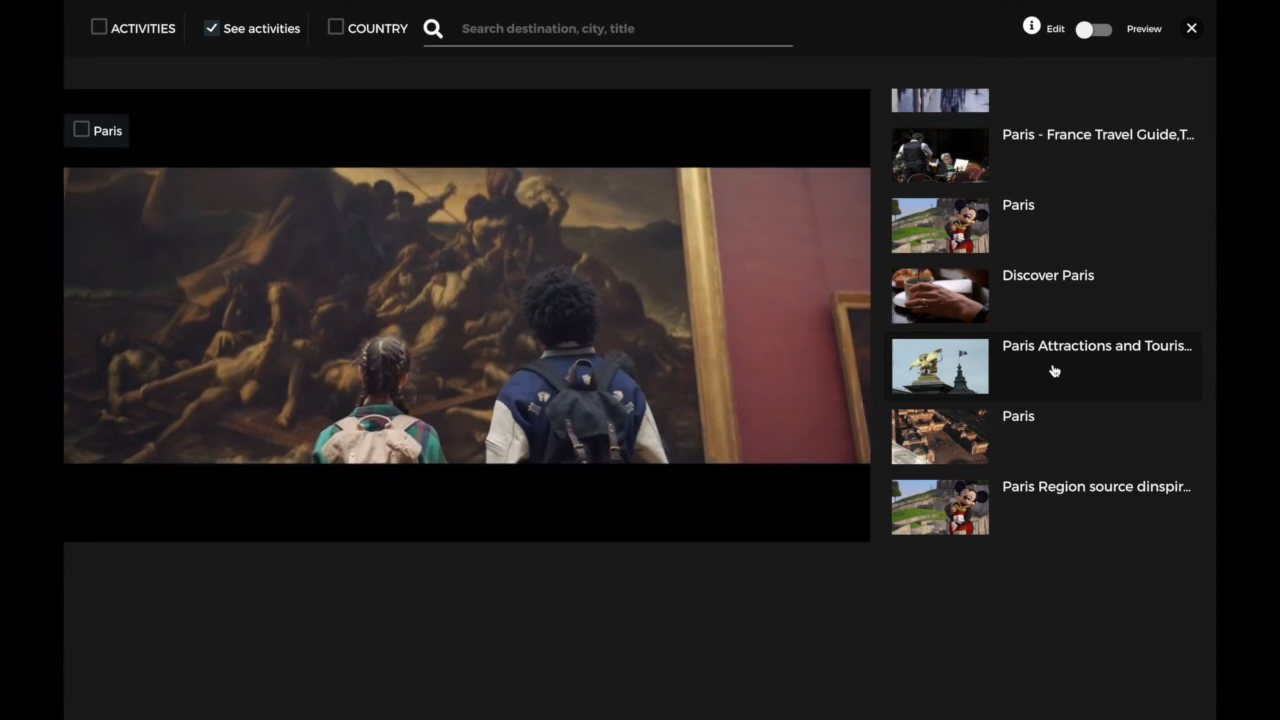 ACTIVITIES
See activities
COUNTRY
Search destination, city, title
Edit
Preview
Paris
Paris - France Travel Guide,T...
Paris
Discover Paris
Paris Attractions and Touris...
Paris
Paris Region source dinspir...